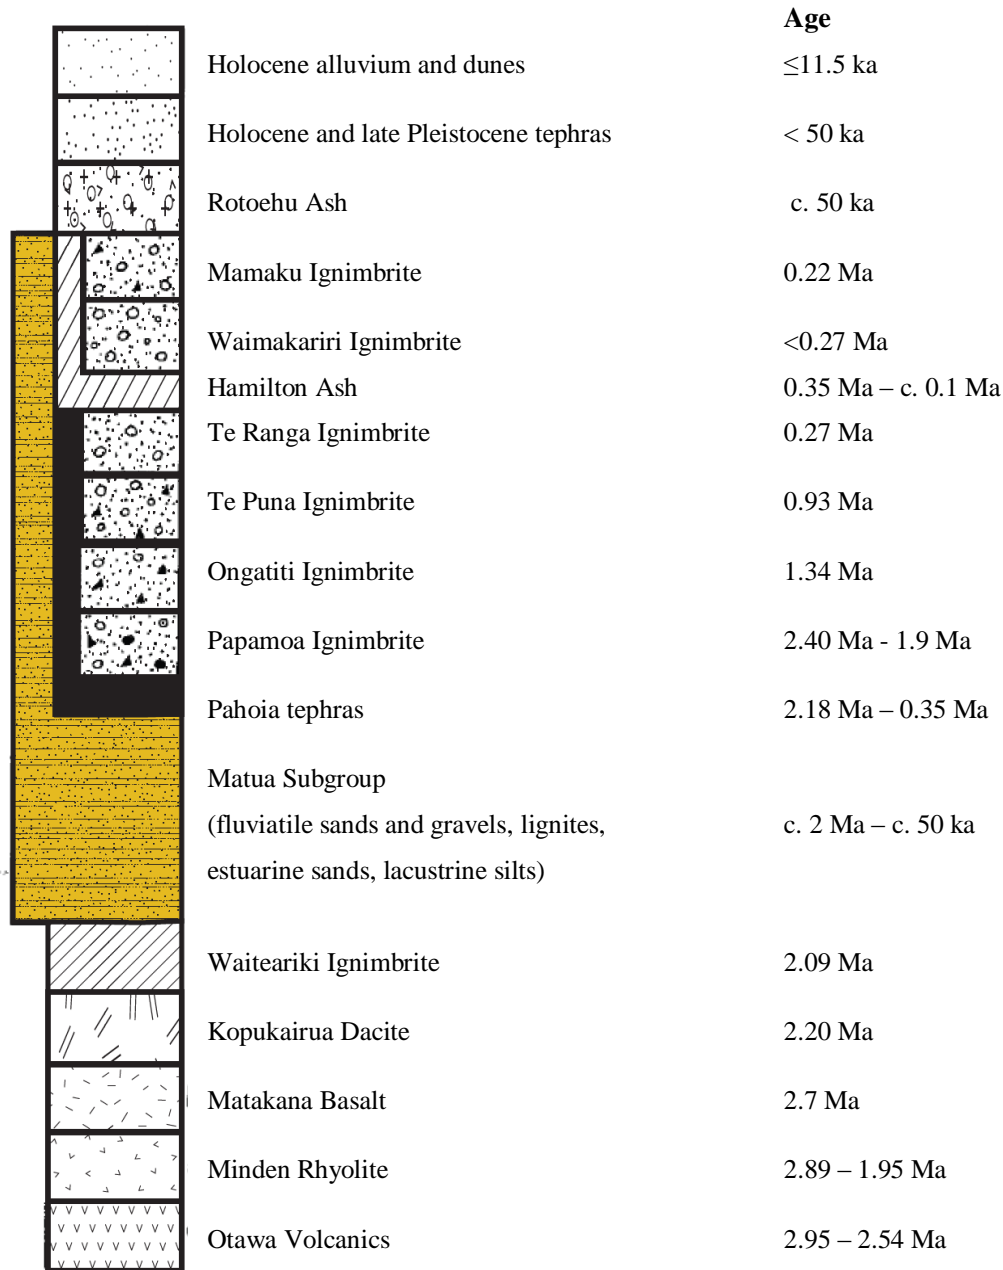 Age
Holocene alluvium and dunes ≤11.5 ka
Holocene and late Pleistocene tephras < 50 ka
Rotoehu Ash c. 50 ka
Mamaku Ignimbrite 0.22 Ma
Waimakariri Ignimbrite <0.27 Ma
Hamilton Ash 0.35 Ma – c. 0.1 Ma
Te Ranga Ignimbrite 0.27 Ma
Te Puna Ignimbrite 0.93 Ma
Ongatiti Ignimbrite 1.34 Ma
Papamoa Ignimbrite 2.40 Ma - 1.9 Ma
Pahoia tephras 2.18 Ma – 0.35 Ma
Matua Subgroup
(fluviatile sands and gravels, lignites, c. 2 Ma – c. 50 ka
estuarine sands, lacustrine silts)
Waiteariki Ignimbrite 2.09 Ma
Kopukairua Dacite 2.20 Ma
Matakana Basalt 2.7 Ma
Minden Rhyolite 2.89 – 1.95 Ma
Otawa Volcanics 2.95 – 2.54 Ma